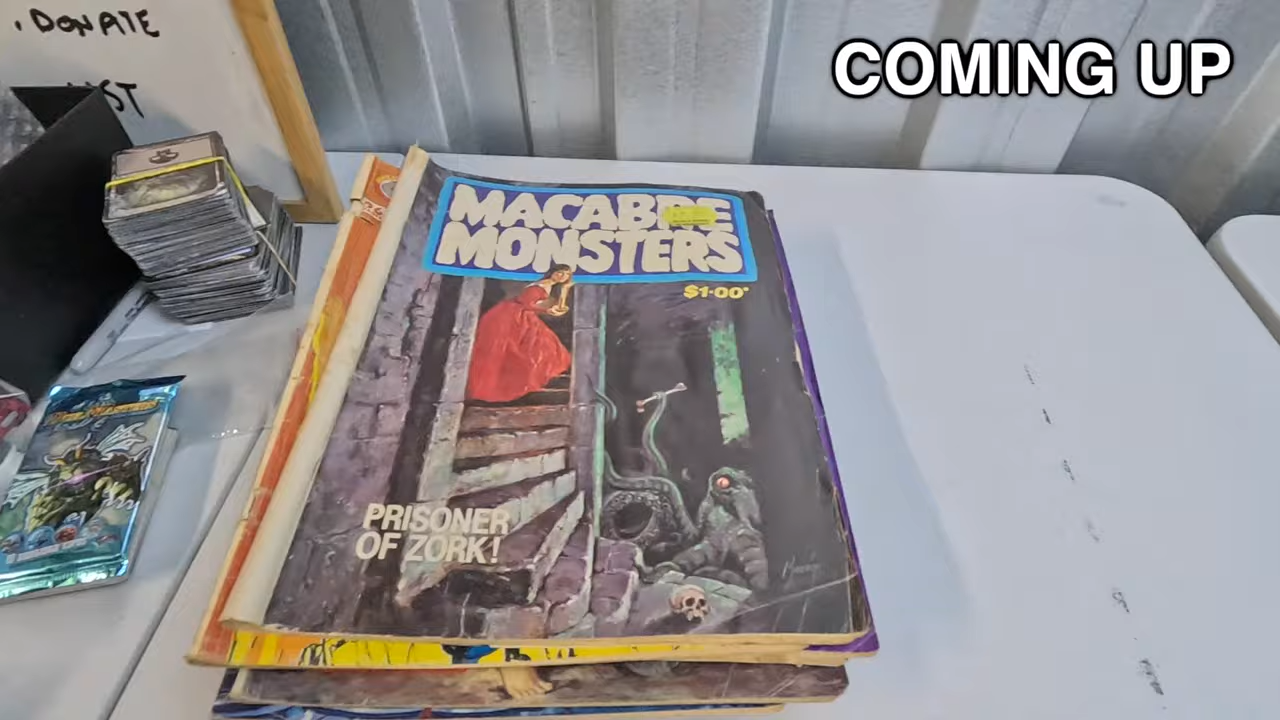 . DONATE
COMING UP
MACABRE
MONSTERS
$1·00*
PRISONER
OF ZORK!